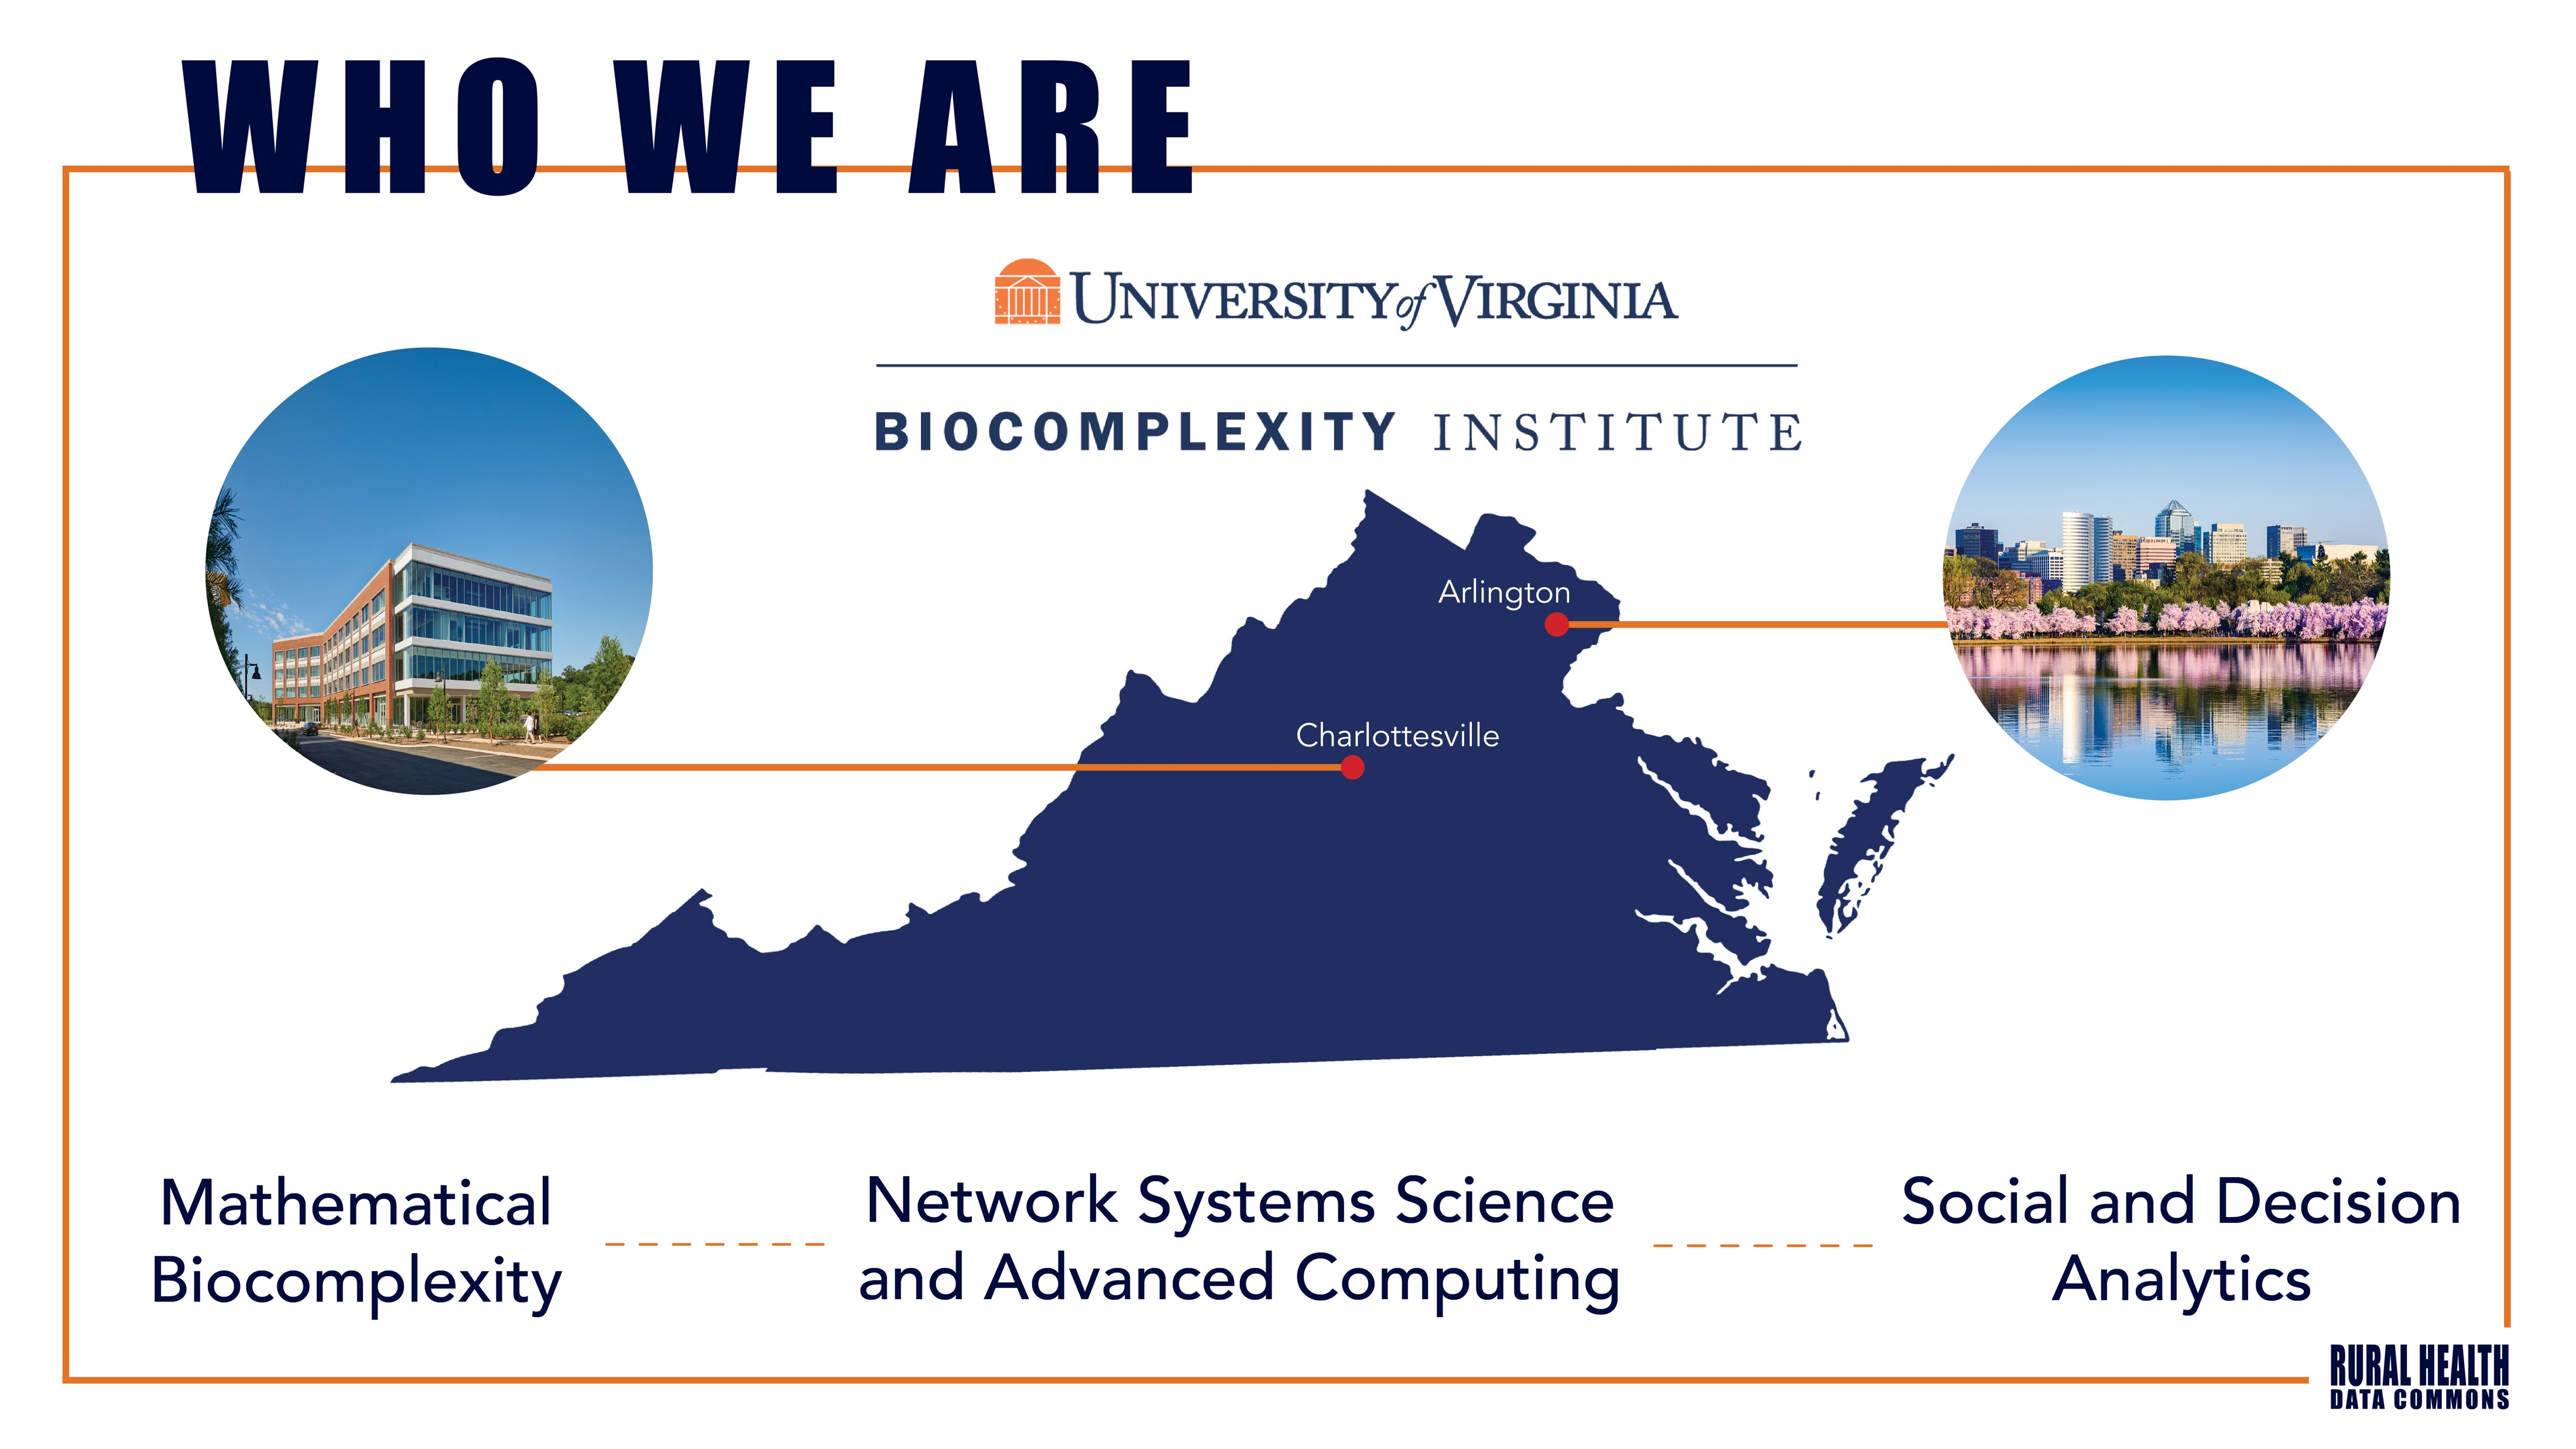 WHO WE ARE
UNIVERSITY of VIRGINIA
BIOCOMPLEXITY INSTITUTE
Arlington
Charlottesville
Mathematical
Biocomplexity
Network Systems Science
and Advanced Computing
Social and Decision
Analytics
RURAL HEALTH
DATA COMMONS